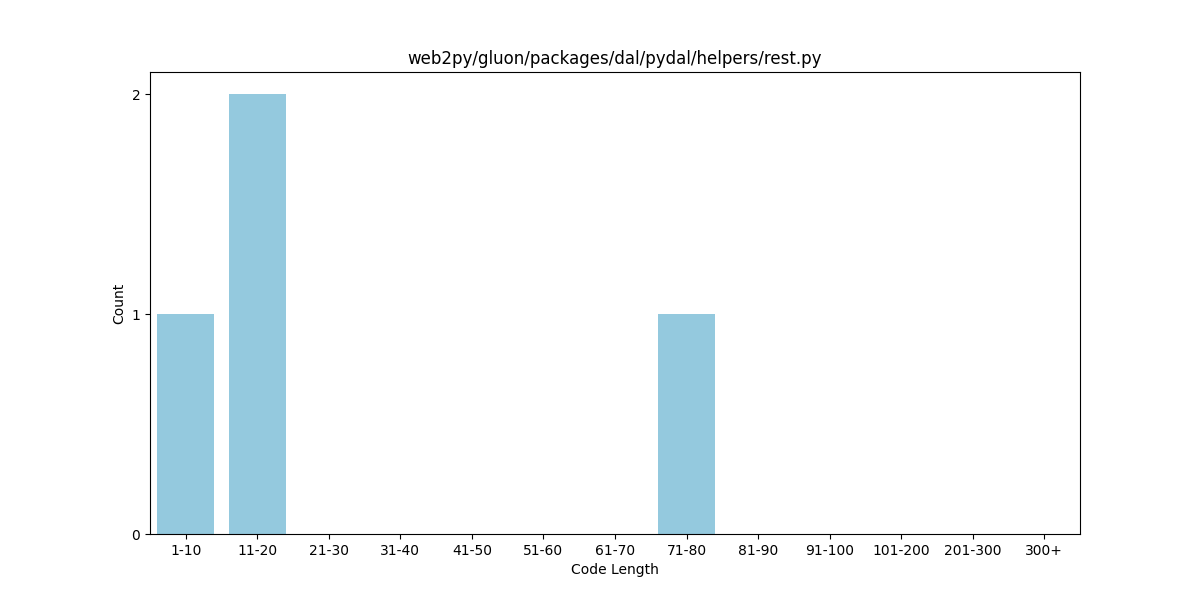 web2py/gluon/packages/dal/pydal/helpers/rest.py
2
1
0
Count
1-10 11-20 21-30 31-40 41-50 51-60 61-70 71-80 81-90 91-100 101-200 201-300 300+
Code Length